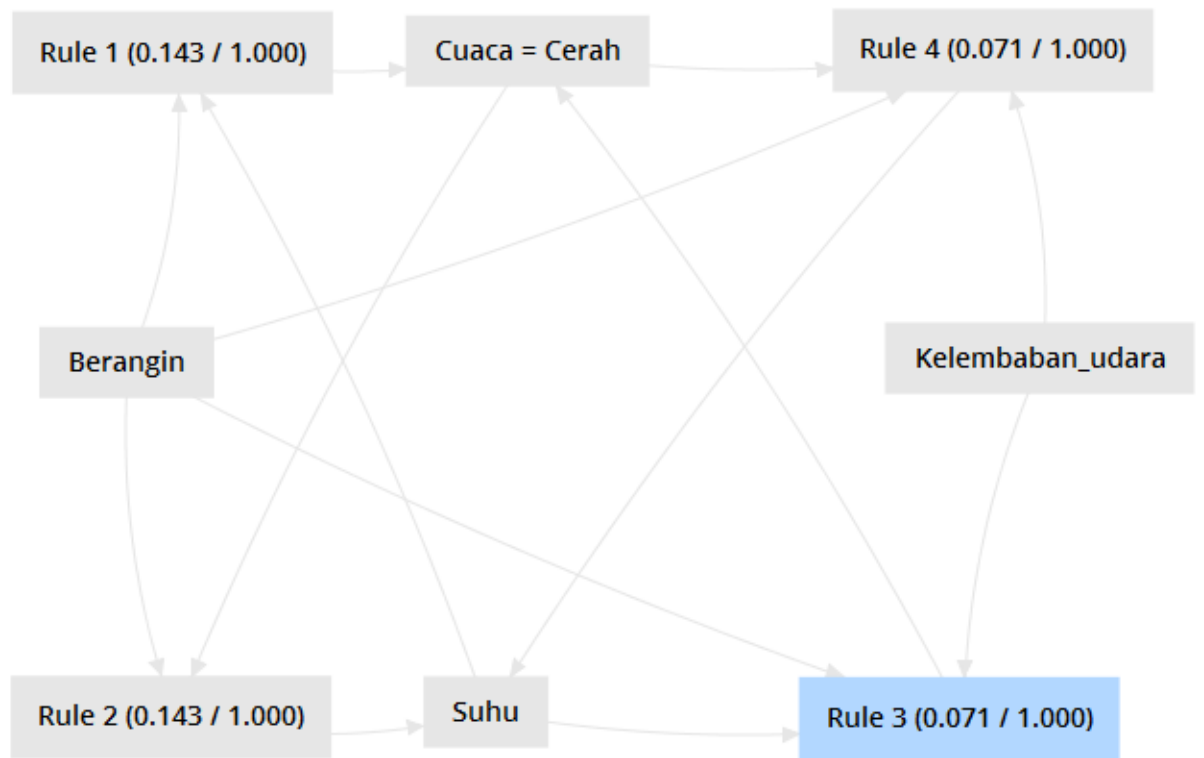 Rule 1 (0.143 / 1.000)
Cuaca = Cerah
Rule 4 (0.071 / 1.000)
Berangin
Kelembaban_udara
Rule 2 (0.143 / 1.000)
Suhu
Rule 3 (0.071 / 1.000)